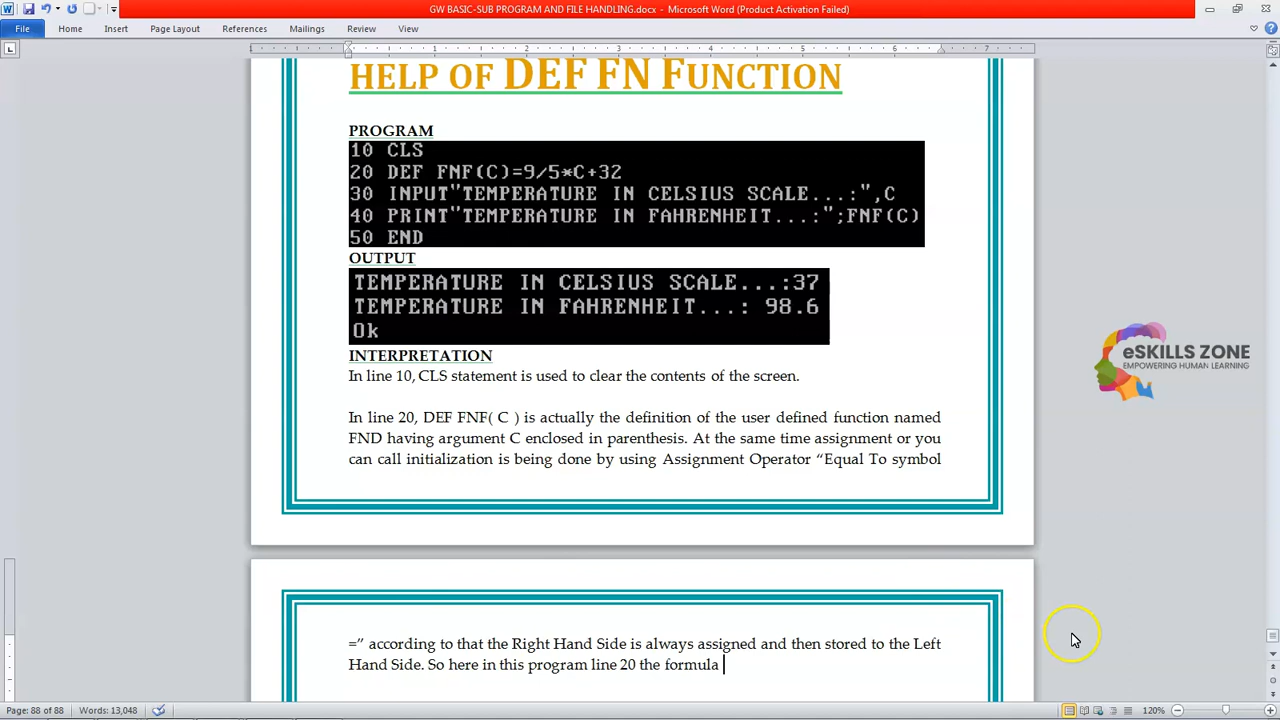 GW BASIC-SUB PROGRAM AND FILE HANDLING.docx - Microsoft Word (Product Activation Failed)
File Home Insert Page Layout References Mailings Review View
1 1 2 3 4 5 6 7
HELP OF DEF FN FUNCTION
PROGRAM
10 CLS
20 DEF FNF(C)=9/5*C+32
30 INPUT"TEMPERATURE IN CELSIUS SCALE...:",C
40 PRINT"TEMPERATURE IN FAHRENHEIT...:";FNF(C)
50 END
OUTPUT
TEMPERATURE IN CELSIUS SCALE...:37
TEMPERATURE IN FAHRENHEIT...: 98.6
Ok
eSKILLS ZONE
EMPOWERING HUMAN LEARNING
INTERPRETATION
In line 10, CLS statement is used to clear the contents of the screen.
In line 20, DEF FNF( C ) is actually the definition of the user defined function named
FND having argument C enclosed in parenthesis. At the same time assignment or you
can call initialization is being done by using Assignment Operator “Equal To symbol
=” according to that the Right Hand Side is always assigned and then stored to the Left
Hand Side. So here in this program line 20 the formula
Page: 88 of 88 Words: 13,048 120%